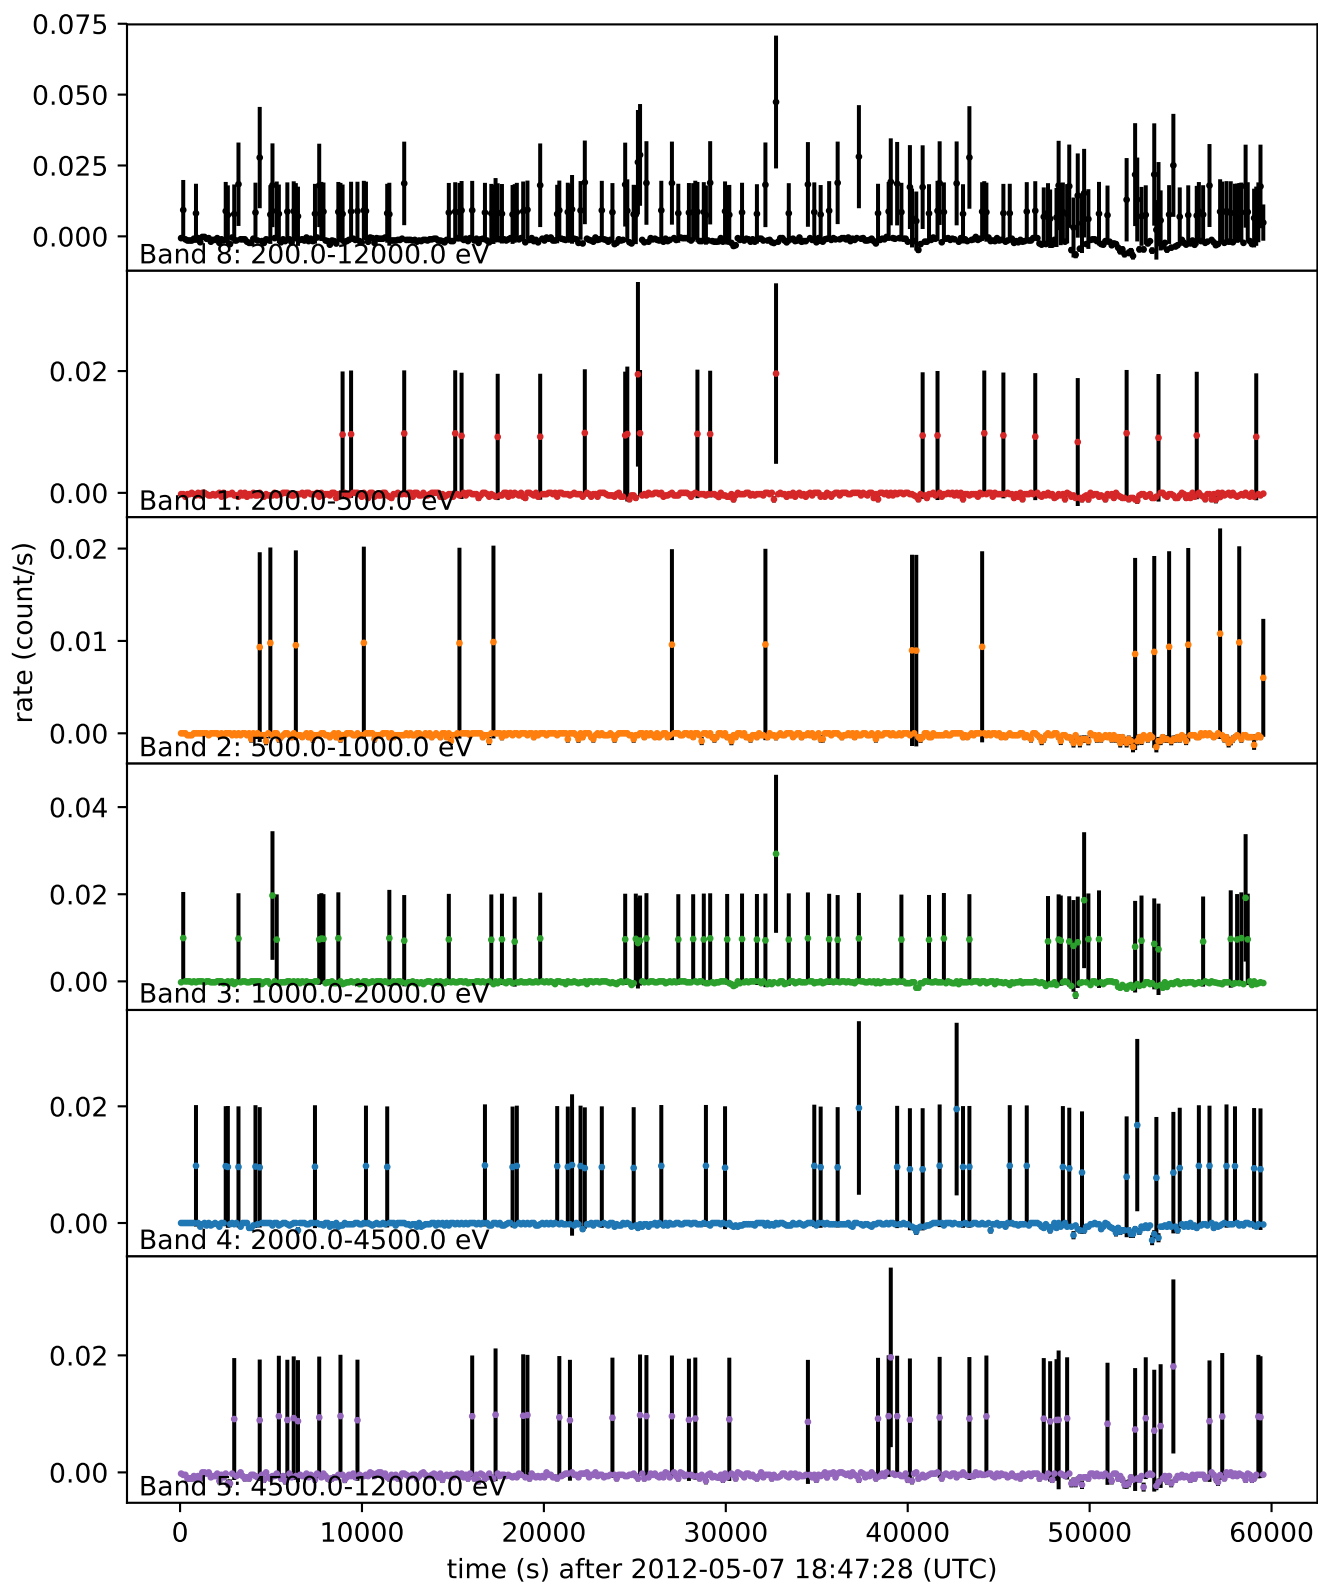 0.075
0.050
0.025
0.000
Band 8: 200.0-12000.0 eV
0.02
0.00
Band 1: 200.0-500.0 eV
rate (count/s)
0.02
0.01
0.00
Band 2: 500.0-1000.0 eV
0.04
0.02
0.00
Band 3: 1000.0-2000.0 eV
0.02
0.00
Band 4: 2000.0-4500.0 eV
0.02
0.00
Band 5: 4500.0-12000.0 eV
0 10000 20000 30000 40000 50000 60000
time (s) after 2012-05-07 18:47:28 (UTC)